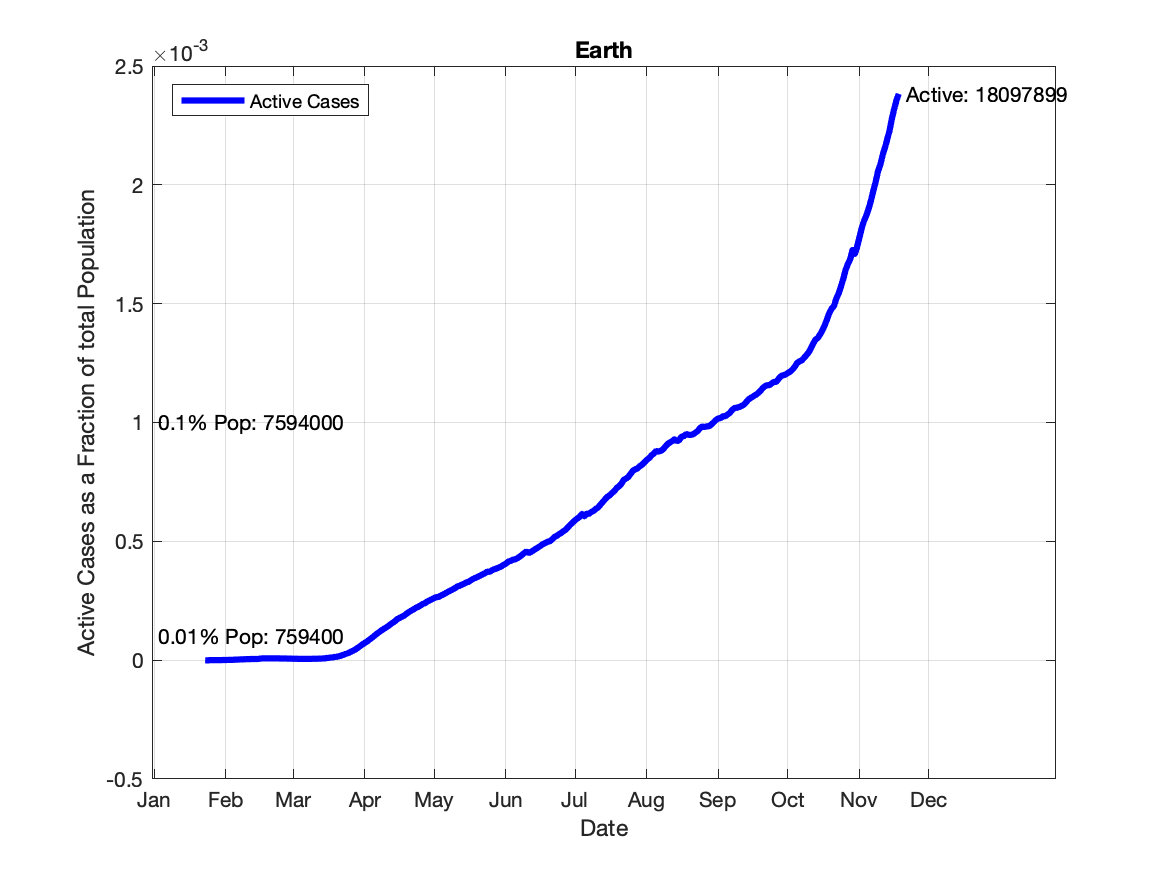 Earth
×10-3
2.5
2
1.5
1
0.5
0
-0.5
Active Cases as a Fraction of total Population
Active Cases
Active: 18097899
0.1% Pop: 7594000
0.01% Pop: 759400
Jan Feb Mar Apr May Jun Jul Aug Sep Oct Nov Dec
Date